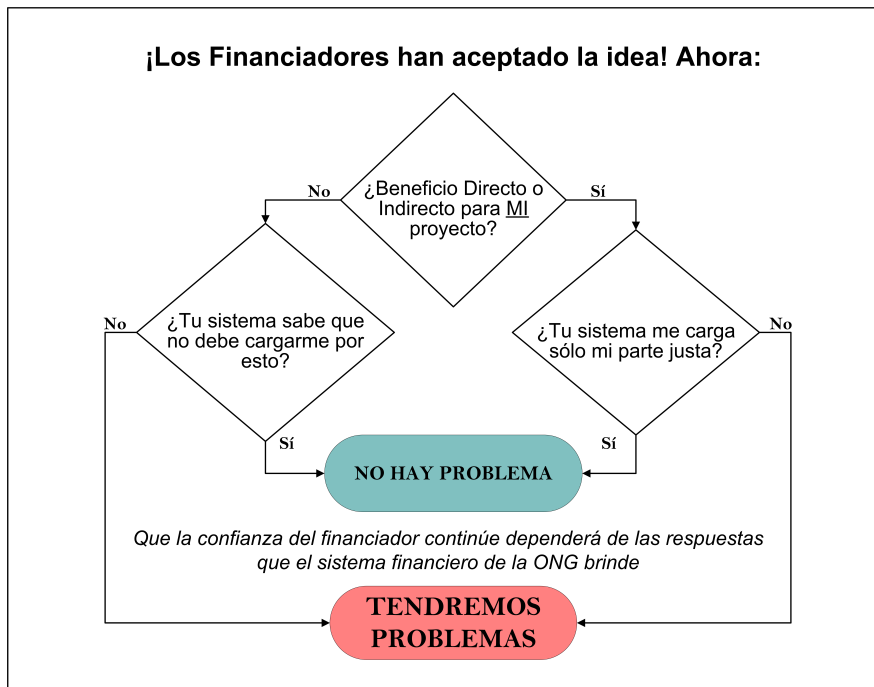 ¡Los Financiadores han aceptado la idea! Ahora:
¿Beneficio Directo o
Indirecto para MI
proyecto?
No
Sí
¿Tu sistema sabe que
no debe cargarme por
esto?
¿Tu sistema me carga
sólo mi parte justa?
No
No
Sí
Sí
NO HAY PROBLEMA
Que la confianza del financiador continúe dependerá de las respuestas
que el sistema financiero de la ONG brinde
TENDREMOS
PROBLEMAS